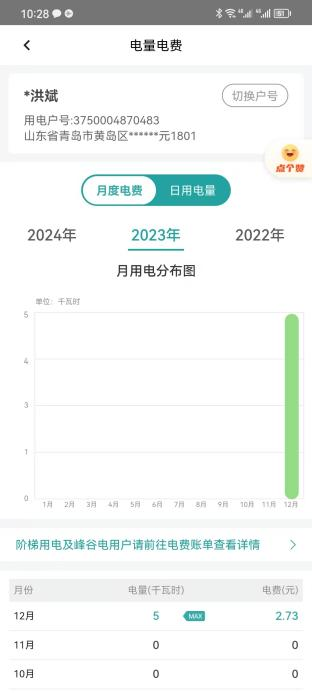 10:28
51
电量电费
*洪斌
切换户号
用电户号:3750004870483
山东省青岛市黄岛区******元1801
点个赞
月度电费 日用电量
2024年 2023年 2022年
月用电分布图
单位：千瓦时
5
4
3
1
0
1月 2月 3月 4月 5月 6月 7月 8月 9月 10月 11月 12月
阶梯用电及峰谷电用户请前往电费账单查看详情
月份 电量(千瓦时) 电费(元)
12月 5 MAX 2.73
11月 0 0
10月 0 0